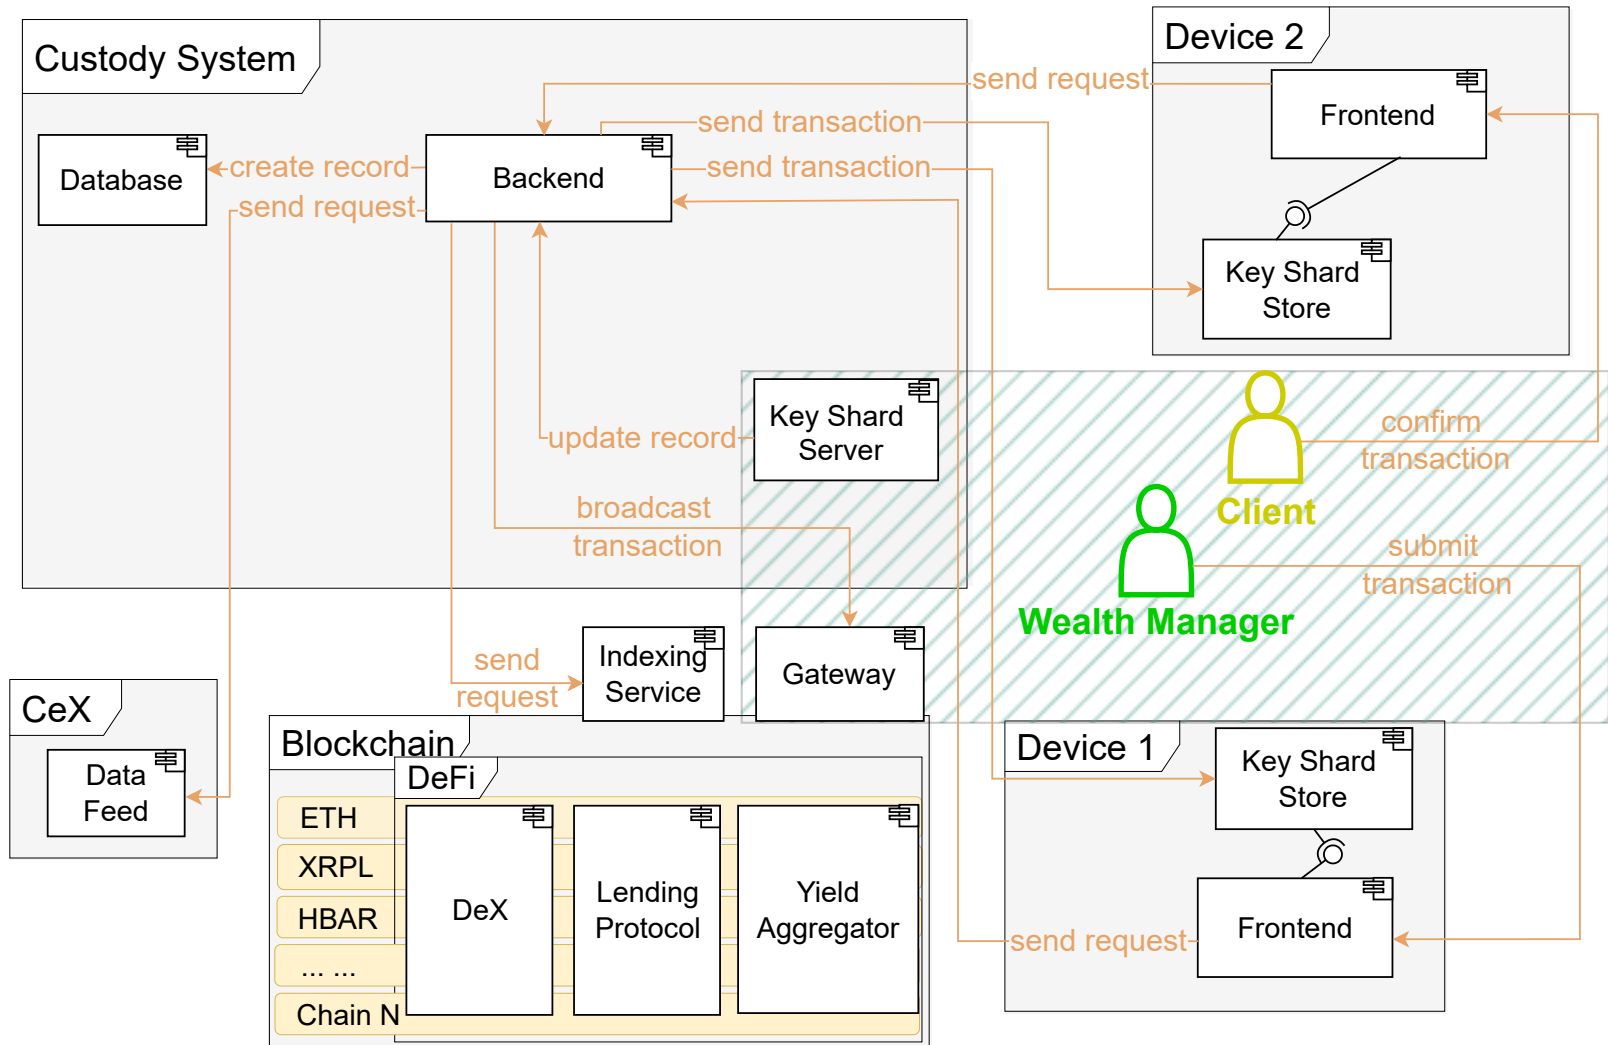 Custody System
Device 2
send request
Frontend
send transaction
Database
create record
Backend
send transaction
send request
Key Shard
Store
Key Shard
Server
update record
confirm
transaction
Client
broadcast
transaction
submit
transaction
Wealth Manager
send
request
Indexing
Service
Gateway
CeX
Data
Feed
Blockchain
DeFi
ETH
XRPL
HBAR
... ...
Chain N
DeX
Lending
Protocol
Yield
Aggregator
Device 1
Key Shard
Store
send request
Frontend